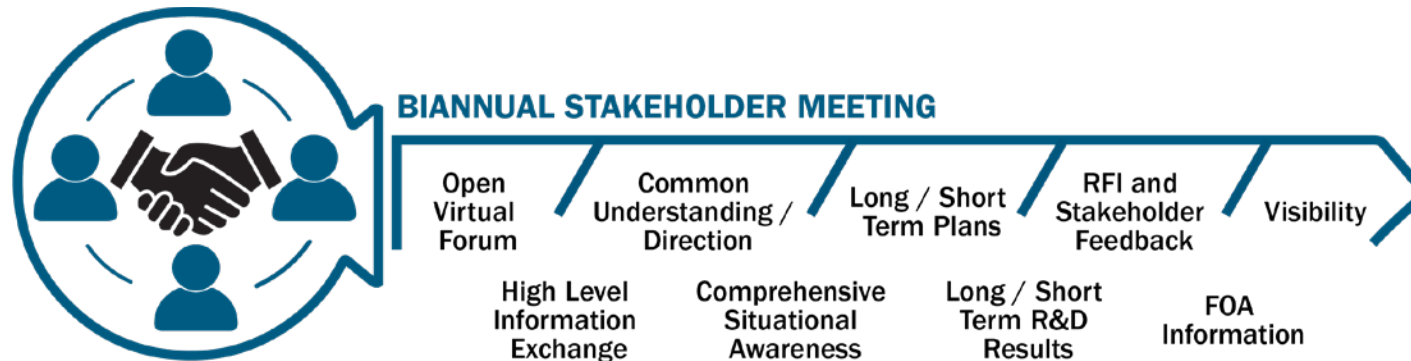 BIANNUAL STAKEHOLDER MEETING
Open
Virtual
Forum
Common
Understanding /
Direction
Long / Short
Term Plans
RFI and
Stakeholder
Feedback
Visibility
High Level
Information
Exchange
Comprehensive
Situational
Awareness
Long / Short
Term R&D
Results
FOA
Information